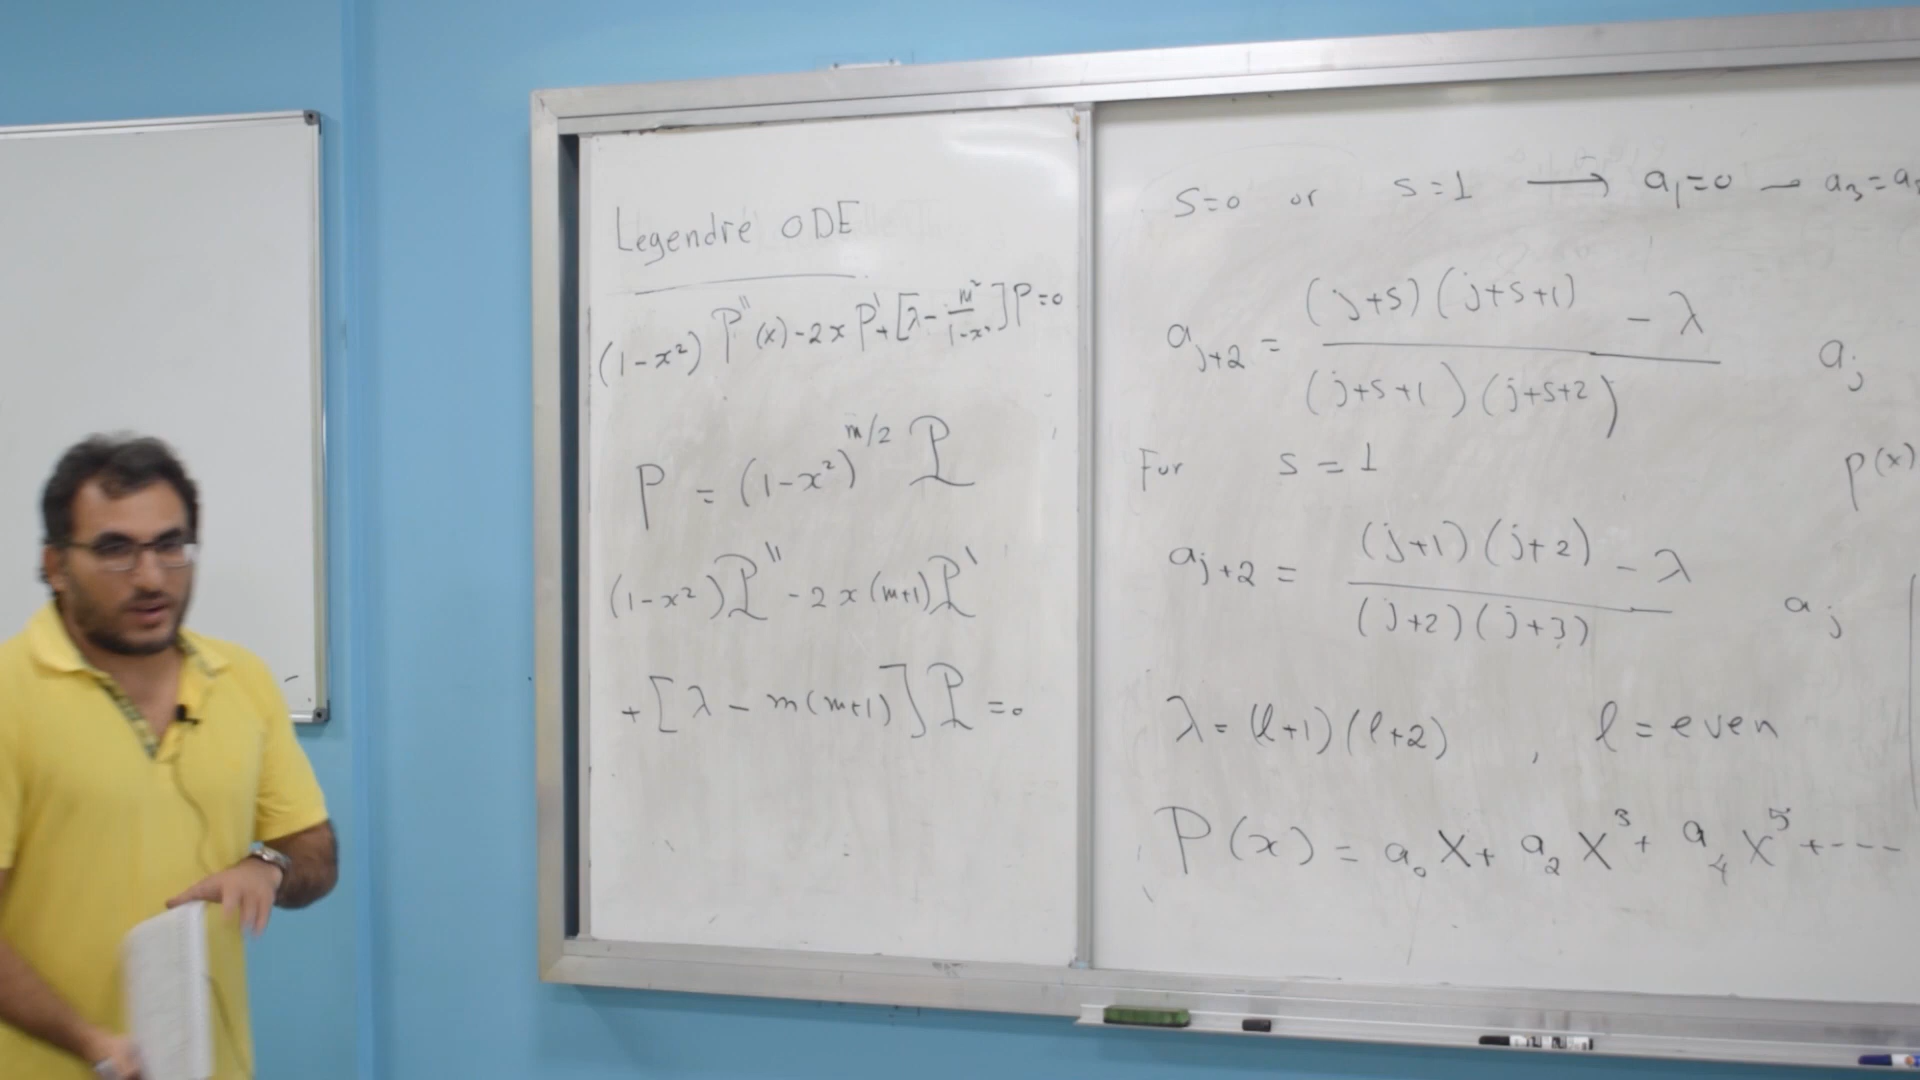 Legendre ODE
(1-x²) P''(x) - 2x P' + [λ - m²/(1-x²)] P = 0
P = (1-x²)^{m/2} 𝒫
(1-x²)𝒫'' - 2x(m+1)𝒫'
+ [λ - m(m+1)] 𝒫 = 0
s=0 or s=1 → a₁=0 → a₃=a
a_{j+2} = ((j+s)(j+s+1) - λ)/((j+s+1)(j+s+2)) a_j
For s = 1 P(x)
a_{j+2} = ((j+1)(j+2) - λ)/((j+2)(j+3)) a_j
λ = (ℓ+1)(ℓ+2) , ℓ = even
P(x) = a₀ x + a₂ x³ + a₄ x⁵ + ----